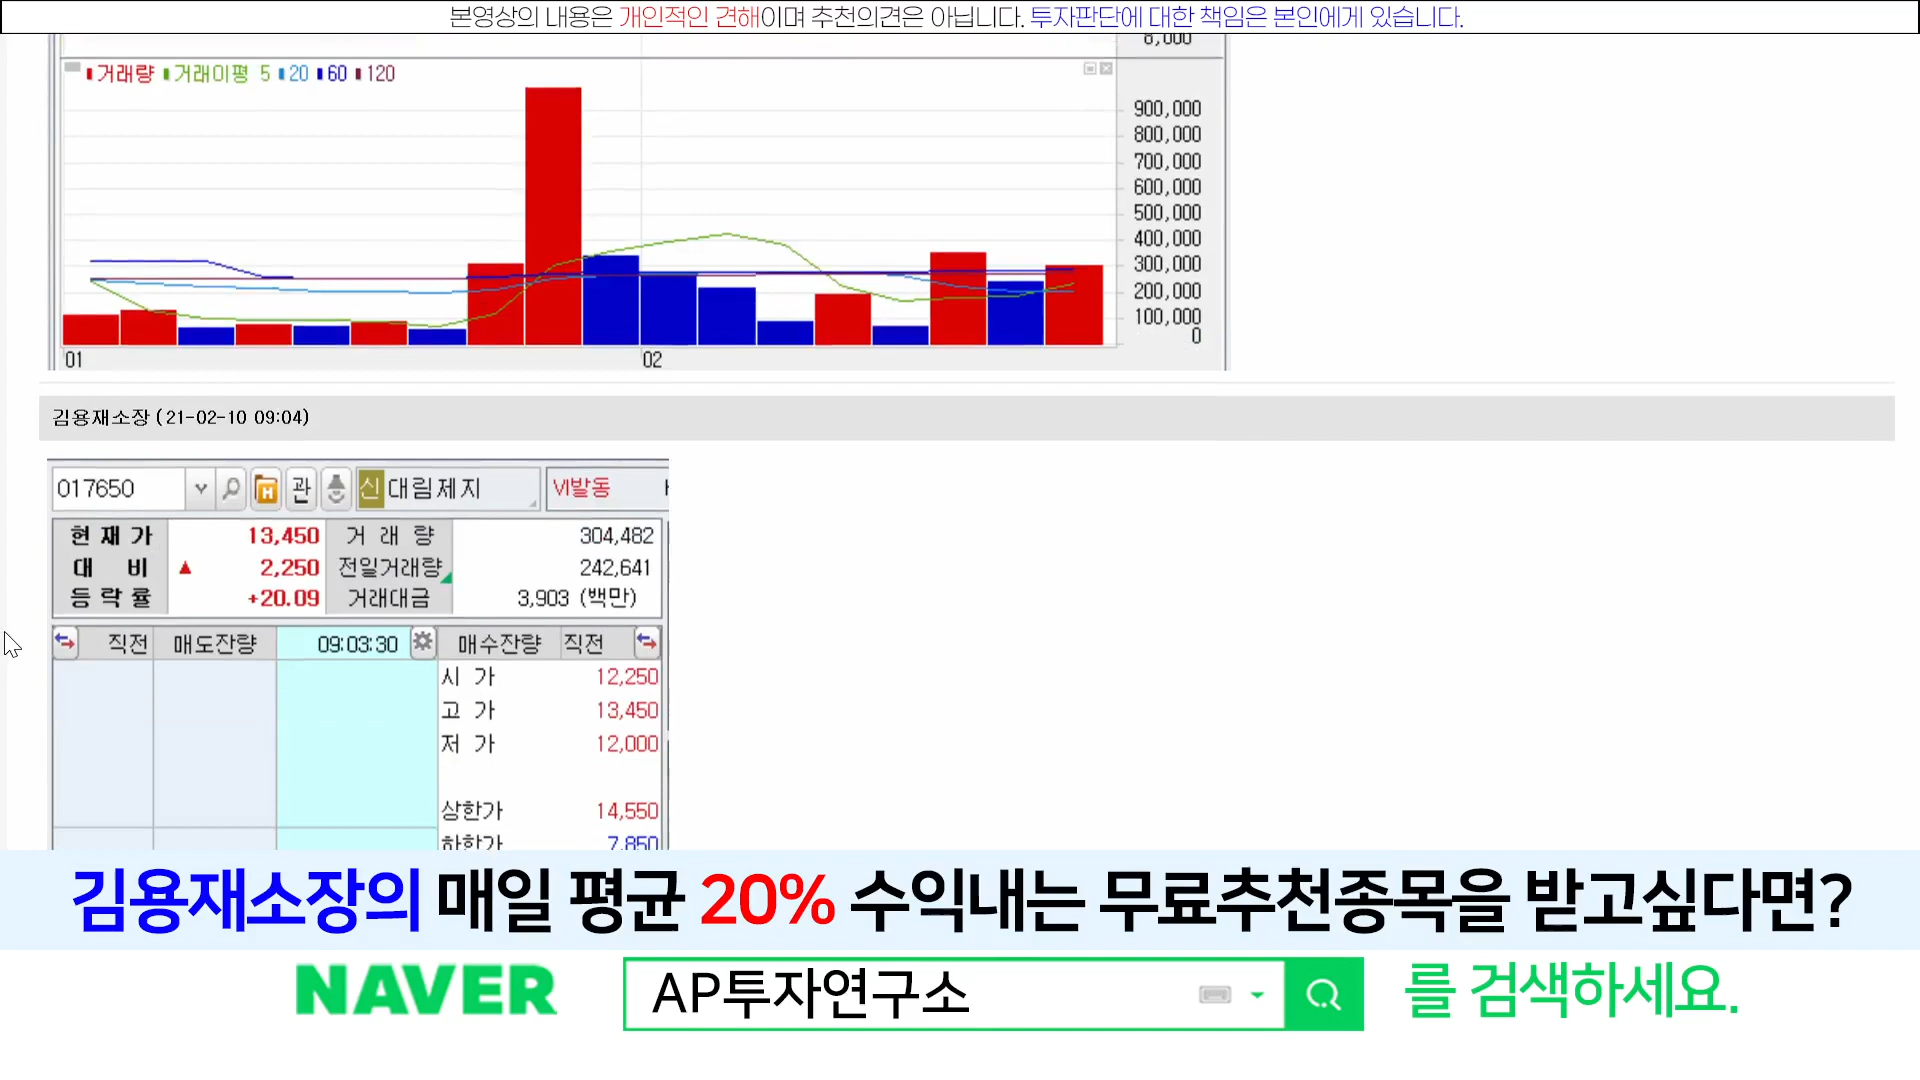 본영상의 내용은 개인적인 견해이며 추천의견은 아닙니다. 투자판단에 대한 책임은 본인에게 있습니다.
8,000
거래량 거래이평 5 20 60 120
900,000
800,000
700,000
600,000
500,000
400,000
300,000
200,000
100,000
0
01 02
김용재소장 (21-02-10 09:04)
017650 관 신 대림제지 VI발동
현재가 13,450 거래량 304,482
대비 ▲ 2,250 전일거래량 242,641
등락률 +20.09 거래대금 3,903 (백만)
직전 매도잔량 09:03:30 매수잔량 직전
시가 12,250
고가 13,450
저가 12,000
상한가 14,550
하한가 7,850
김용재소장의 매일 평균 20% 수익내는 무료추천종목을 받고싶다면?
NAVER AP투자연구소 를 검색하세요.